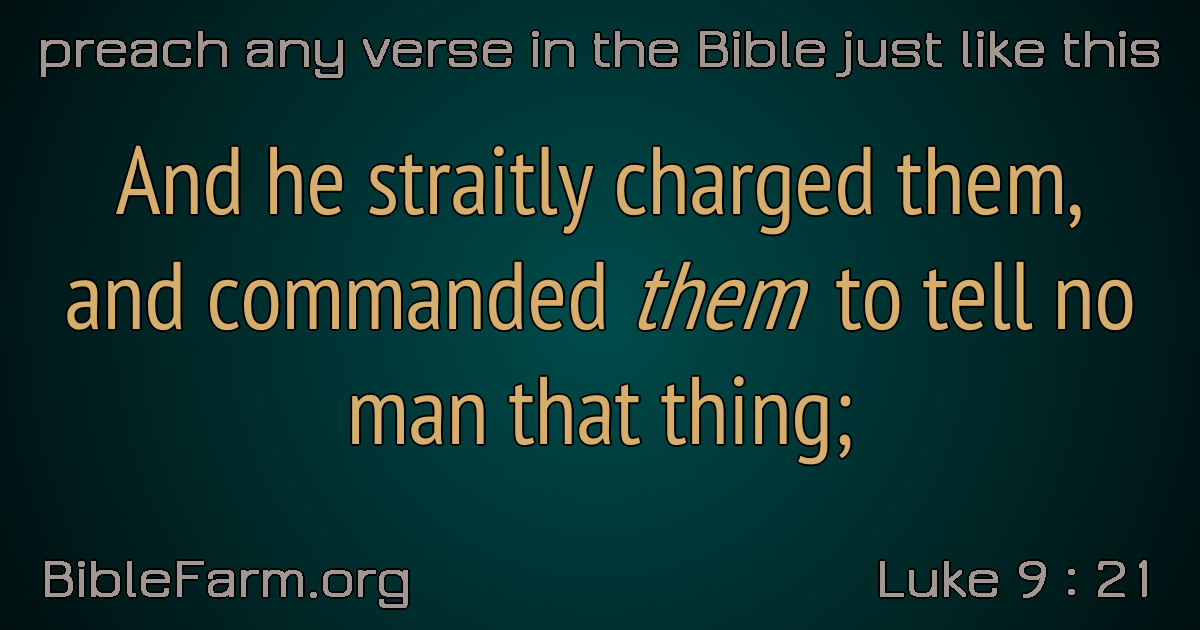 preach any verse in the Bible just like this
And he straitly charged them,
and commanded them to tell no
man that thing;
BibleFarm.org
Luke 9 : 21